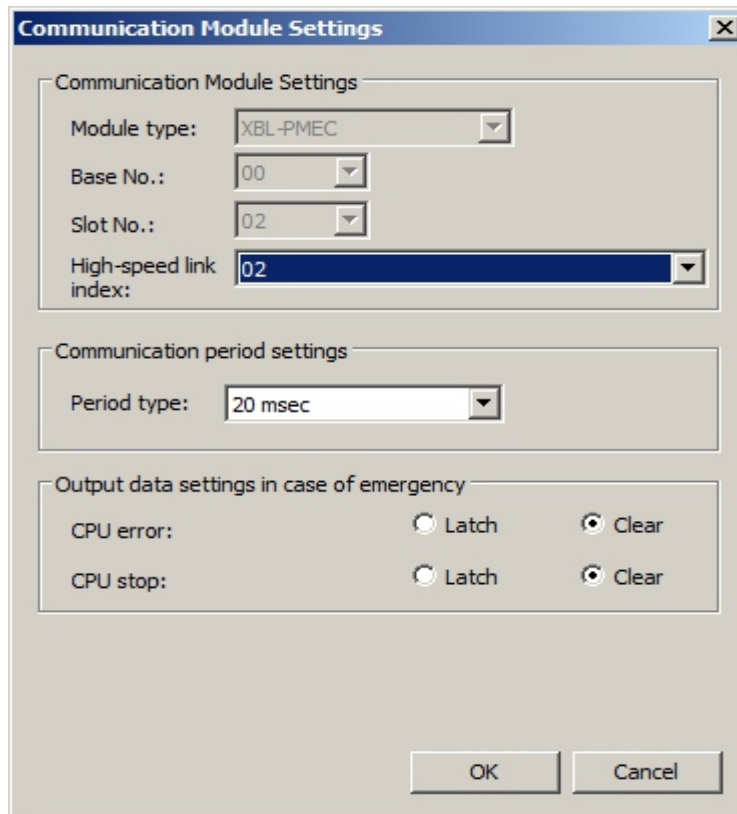 Communication Module Settings
Communication Module Settings
Module type: XBL-PMEC
Base No.: 00
Slot No.: 02
High-speed link index: 02
Communication period settings
Period type: 20 msec
Output data settings in case of emergency
CPU error: Latch Clear
CPU stop: Latch Clear
OK Cancel